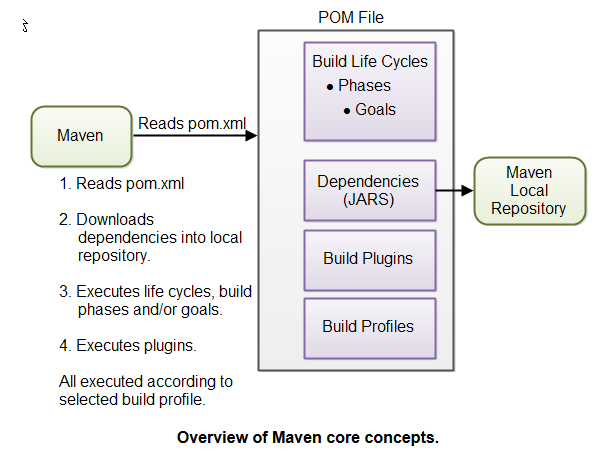 POM File
Build Life Cycles
• Phases
• Goals
Maven
Reads pom.xml
Dependencies
(JARS)
Maven
Local
Repository
Build Plugins
Build Profiles
1. Reads pom.xml
2. Downloads
dependencies into local
repository.
3. Executes life cycles, build
phases and/or goals.
4. Executes plugins.
All executed according to
selected build profile.
Overview of Maven core concepts.